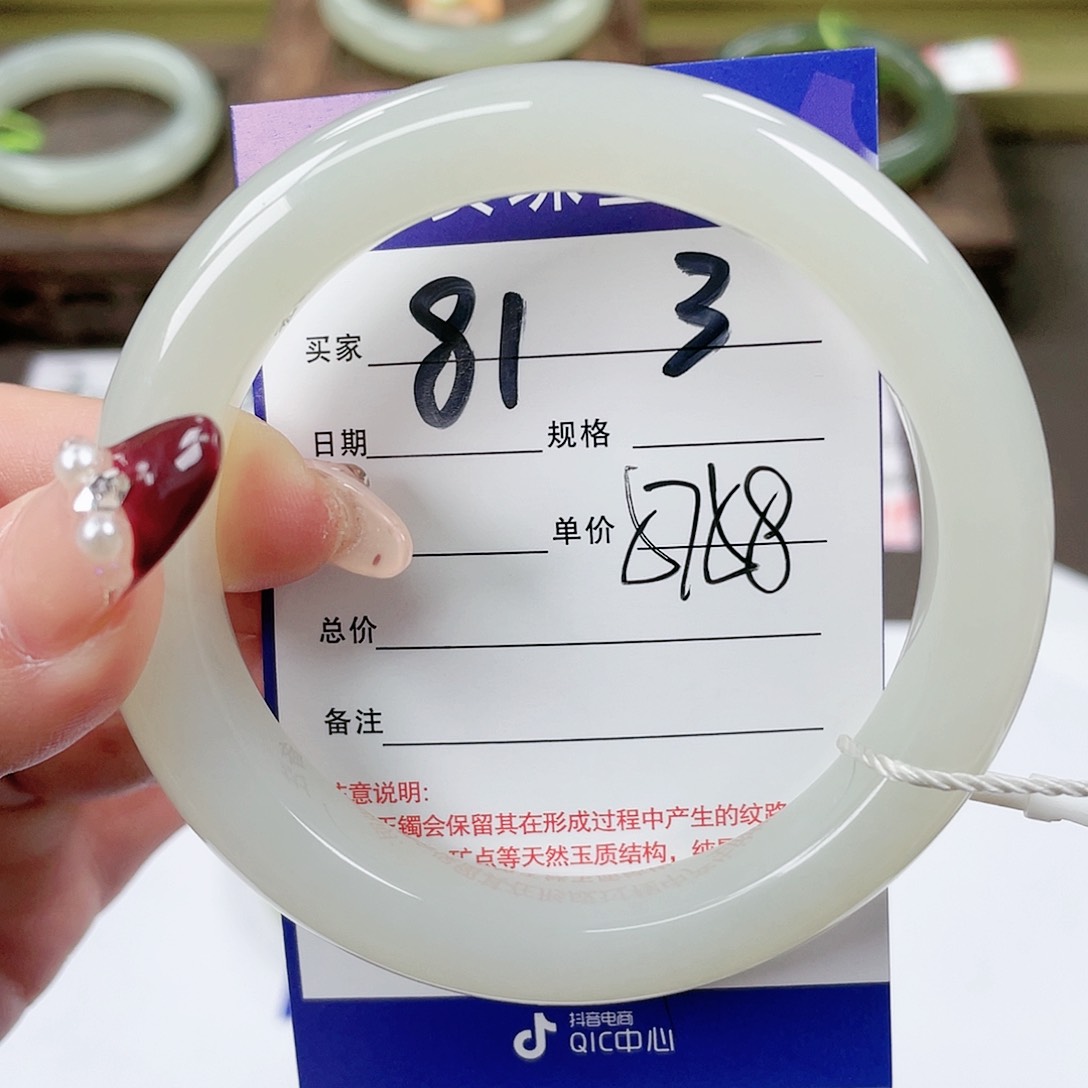 买家 81 3
日期 规格
单价 6768
总价
备注
意说明:
玉镯会保留其在形成过程中产生的纹路
矿点等天然玉质结构,
抖音电商
QIC中心